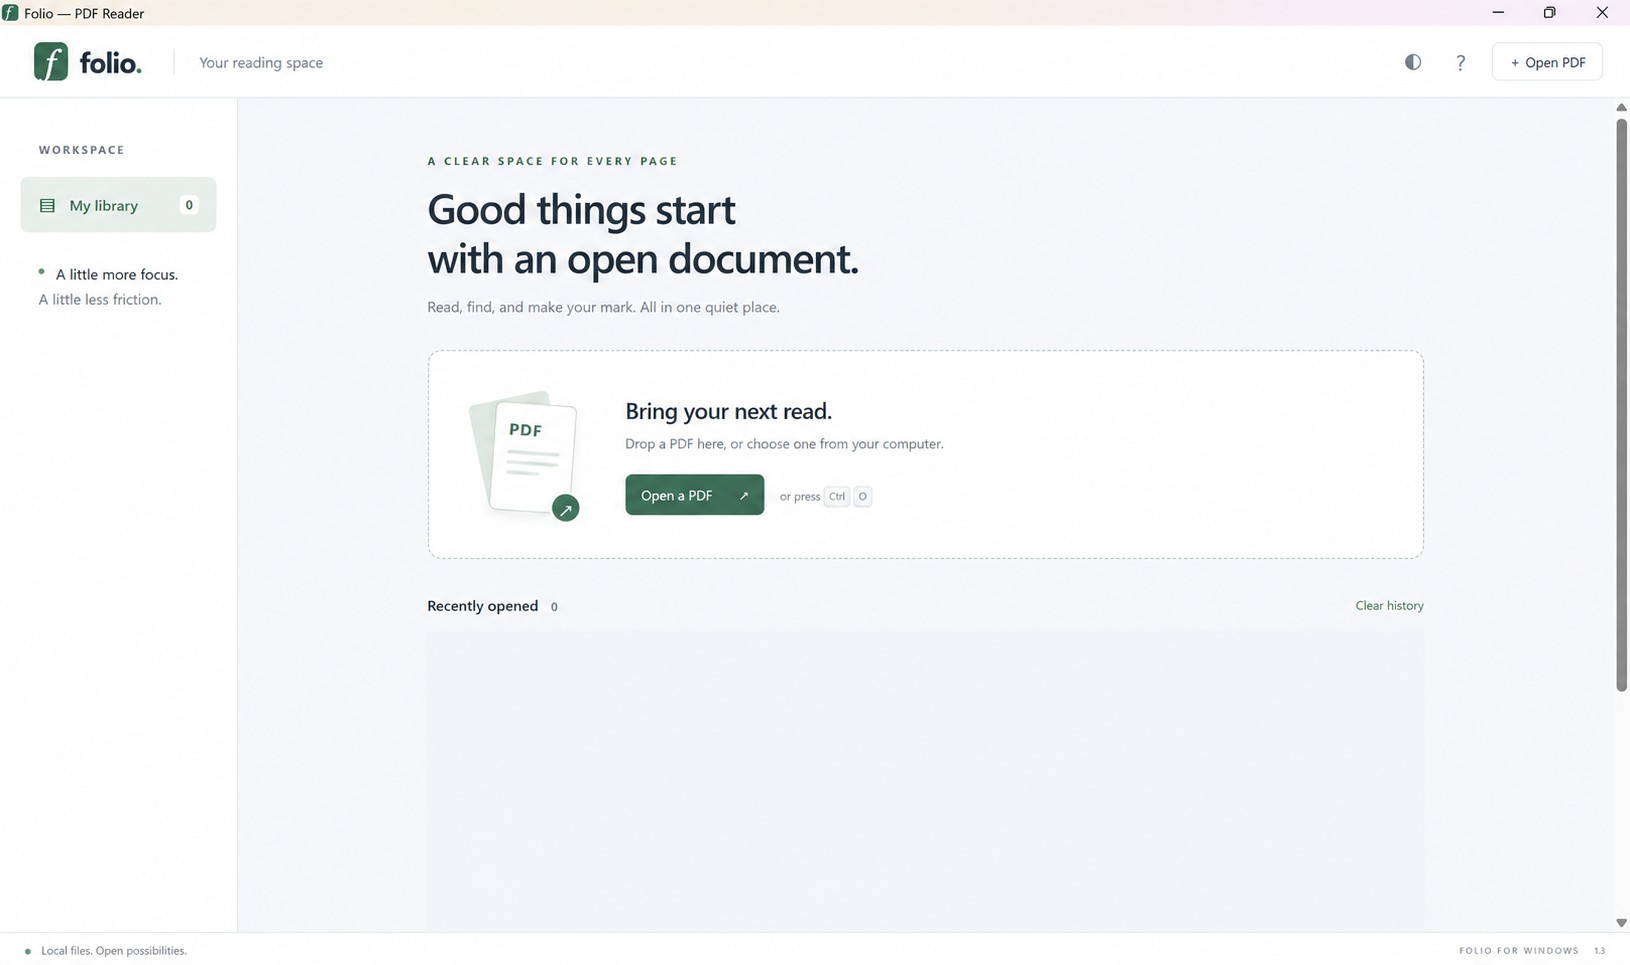 Folio — PDF Reader
f folio.
Your reading space
?
+ Open PDF
WORKSPACE
My library 0
A little more focus.
A little less friction.
A CLEAR SPACE FOR EVERY PAGE
Good things start
with an open document.
Read, find, and make your mark. All in one quiet place.
PDF
Bring your next read.
Drop a PDF here, or choose one from your computer.
Open a PDF ↗ or press Ctrl O
Recently opened 0
Clear history
Local files. Open possibilities.
FOLIO FOR WINDOWS 1.3